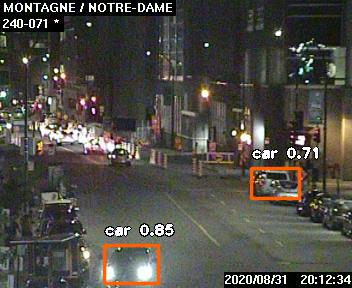 MONTAGNE / NOTRE-DAME
240-071 *
car 0.71
car 0.85
2020/08/31 20:12:34